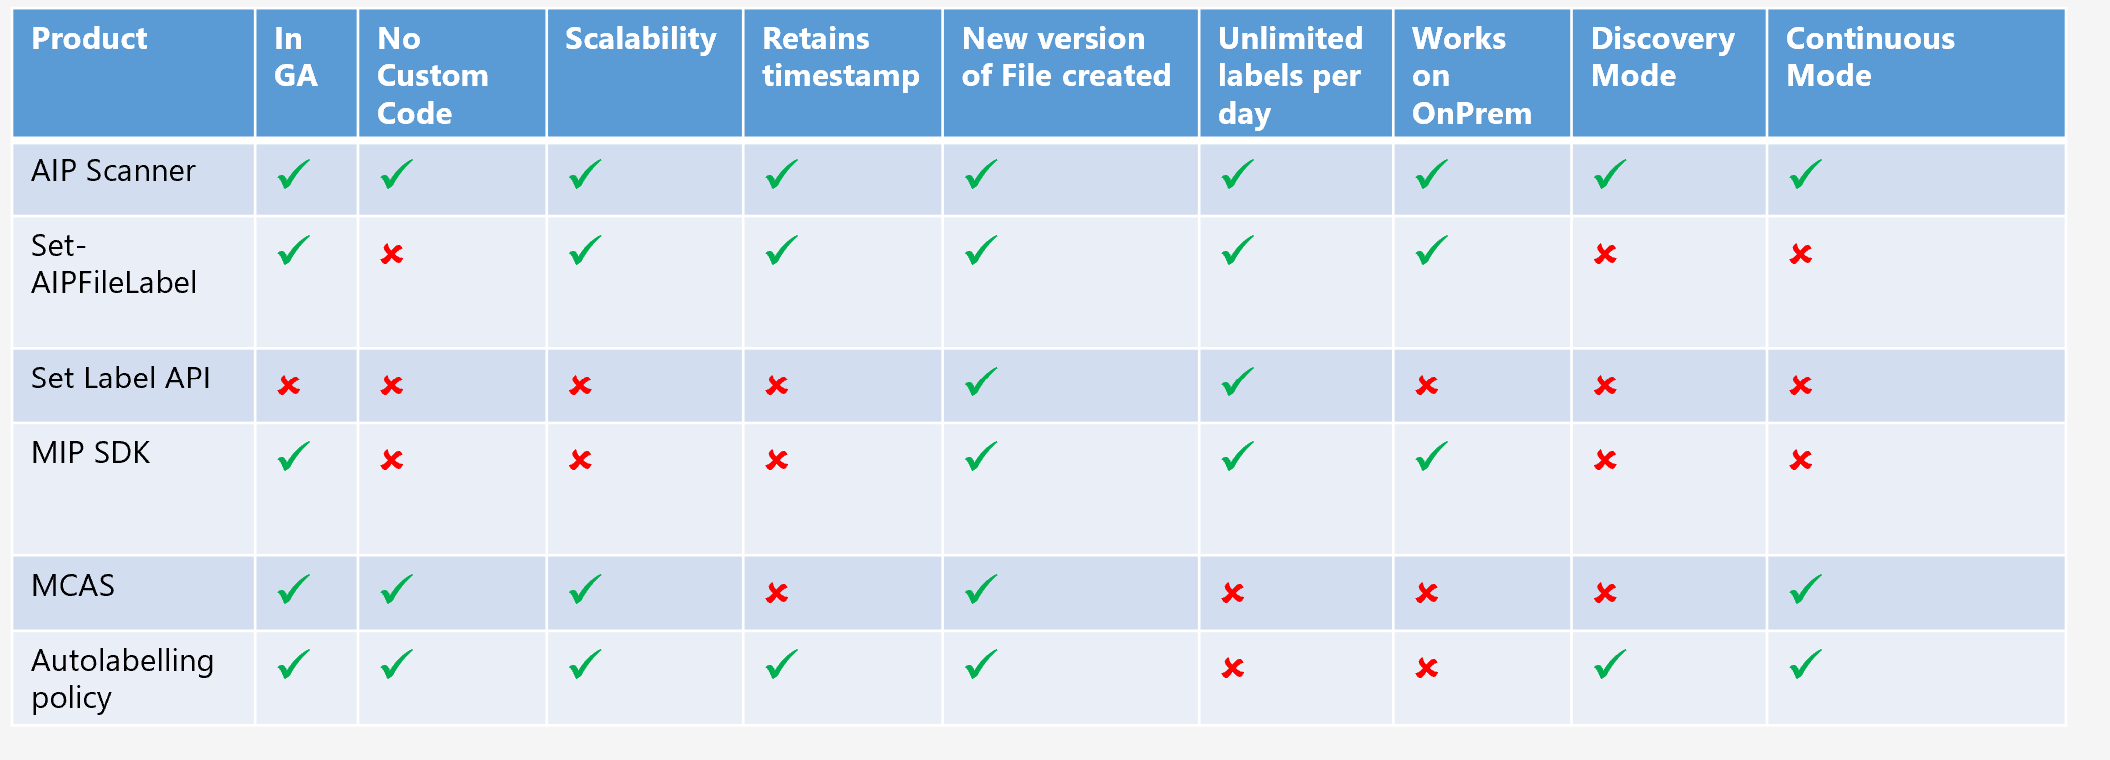 Product
In
GA
No
Custom
Code
Scalability
Retains
timestamp
New version
of File created
Unlimited
labels per
day
Works
on
OnPrem
Discovery
Mode
Continuous
Mode
AIP Scanner
Set-
AIPFileLabel
Set Label API
MIP SDK
MCAS
Autolabelling
policy